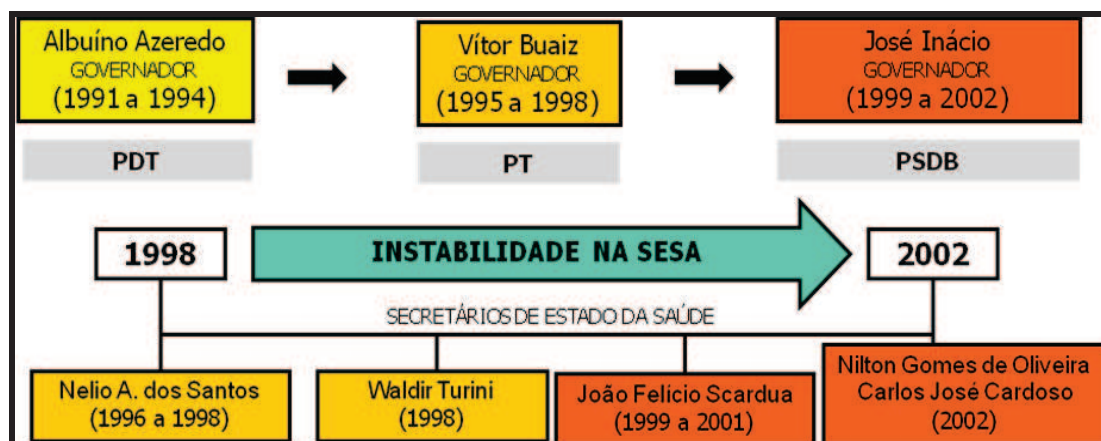 Albuíno Azeredo
GOVERNADOR
(1991 a 1994)
Vítor Buaiz
GOVERNADOR
(1995 a 1998)
José Inácio
GOVERNADOR
(1999 a 2002)
PDT
PT
PSDB
1998
INSTABILIDADE NA SESA
2002
SECRETÁRIOS DE ESTADO DA SAÚDE
Nelio A. dos Santos
(1996 a 1998)
Waldir Turini
(1998)
João Felício Scardua
(1999 a 2001)
Nilton Gomes de Oliveira
Carlos José Cardoso
(2002)